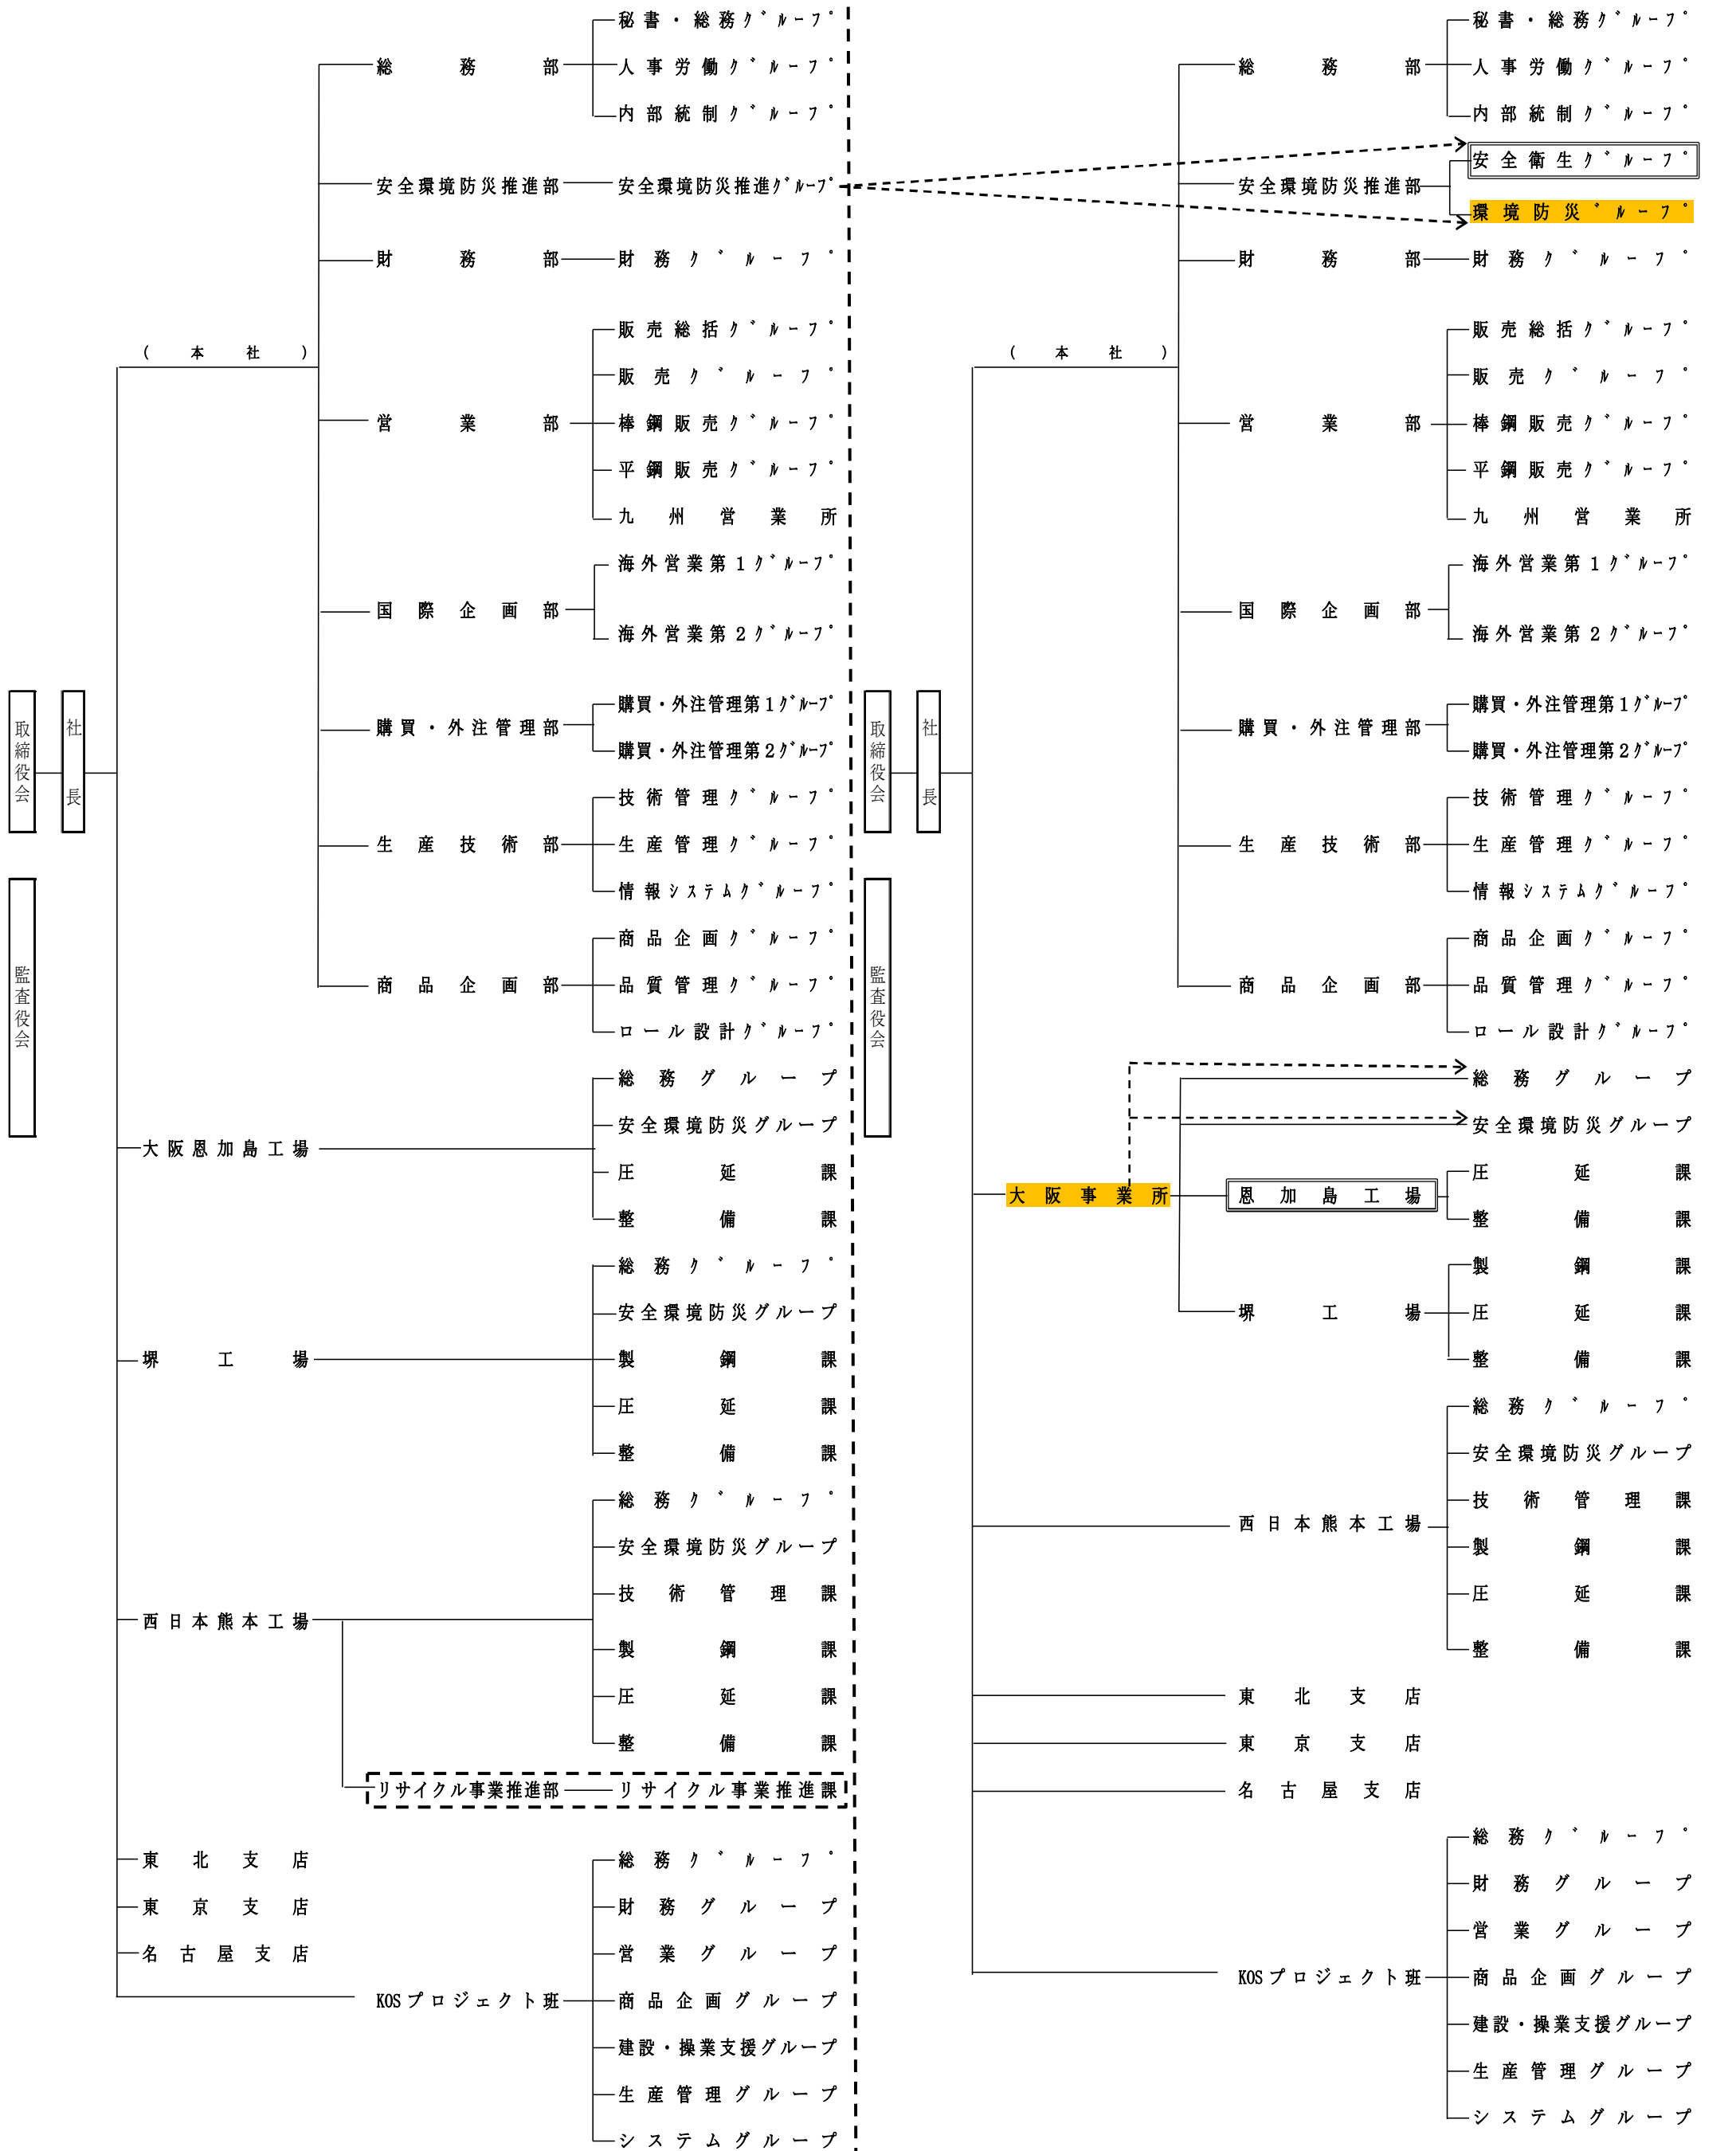 秘書・総務ｸﾞﾙｰﾌﾟ
総務部 人事労働ｸﾞﾙｰﾌﾟ
内部統制ｸﾞﾙｰﾌﾟ
安全環境防災推進部 安全環境防災推進ｸﾞﾙｰﾌﾟ
財務部 財務ｸﾞﾙｰﾌﾟ
販売総括ｸﾞﾙｰﾌﾟ
(本社)
販売ｸﾞﾙｰﾌﾟ
営業部 棒鋼販売ｸﾞﾙｰﾌﾟ
平鋼販売ｸﾞﾙｰﾌﾟ
九州営業所
海外営業第1ｸﾞﾙｰﾌﾟ
国際企画部
海外営業第2ｸﾞﾙｰﾌﾟ
購買・外注管理第1ｸﾞﾙｰﾌﾟ
購買・外注管理部
購買・外注管理第2ｸﾞﾙｰﾌﾟ
取締役会
社長
技術管理ｸﾞﾙｰﾌﾟ
生産技術部 生産管理ｸﾞﾙｰﾌﾟ
情報ｼｽﾃﾑｸﾞﾙｰﾌﾟ
監査役会
商品企画ｸﾞﾙｰﾌﾟ
商品企画部 品質管理ｸﾞﾙｰﾌﾟ
ロール設計ｸﾞﾙｰﾌﾟ
総務グループ
安全環境防災グループ
大阪恩加島工場
圧延課
整備課
総務ｸﾞﾙｰﾌﾟ
安全環境防災グループ
堺工場 製鋼課
圧延課
整備課
総務ｸﾞﾙｰﾌﾟ
安全環境防災グループ
技術管理課
西日本熊本工場
製鋼課
圧延課
整備課
リサイクル事業推進部 リサイクル事業推進課
東北支店
東京支店
名古屋支店
総務ｸﾞﾙｰﾌﾟ
財務グループ
営業グループ
KOSプロジェクト班 商品企画グループ
建設・操業支援グループ
生産管理グループ
システムグループ
秘書・総務ｸﾞﾙｰﾌﾟ
総務部 人事労働ｸﾞﾙｰﾌﾟ
内部統制ｸﾞﾙｰﾌﾟ
安全衛生ｸﾞﾙｰﾌﾟ
安全環境防災推進部
環境防災ﾞﾙｰﾌﾟ
財務部 財務ｸﾞﾙｰﾌﾟ
販売総括ｸﾞﾙｰﾌﾟ
(本社)
販売ｸﾞﾙｰﾌﾟ
営業部 棒鋼販売ｸﾞﾙｰﾌﾟ
平鋼販売ｸﾞﾙｰﾌﾟ
九州営業所
海外営業第1ｸﾞﾙｰﾌﾟ
国際企画部
海外営業第2ｸﾞﾙｰﾌﾟ
購買・外注管理第1ｸﾞﾙｰﾌﾟ
購買・外注管理部
購買・外注管理第2ｸﾞﾙｰﾌﾟ
取締役会
社長
技術管理ｸﾞﾙｰﾌﾟ
生産技術部 生産管理ｸﾞﾙｰﾌﾟ
情報ｼｽﾃﾑｸﾞﾙｰﾌﾟ
監査役会
商品企画ｸﾞﾙｰﾌﾟ
商品企画部 品質管理ｸﾞﾙｰﾌﾟ
ロール設計ｸﾞﾙｰﾌﾟ
総務グループ
安全環境防災グループ
圧延課
大阪事業所 恩加島工場
整備課
製鋼課
堺工場 圧延課
整備課
総務ｸﾞﾙｰﾌﾟ
安全環境防災グループ
技術管理課
西日本熊本工場
製鋼課
圧延課
整備課
東北支店
東京支店
名古屋支店
総務ｸﾞﾙｰﾌﾟ
財務グループ
営業グループ
KOSプロジェクト班 商品企画グループ
建設・操業支援グループ
生産管理グループ
システムグループ